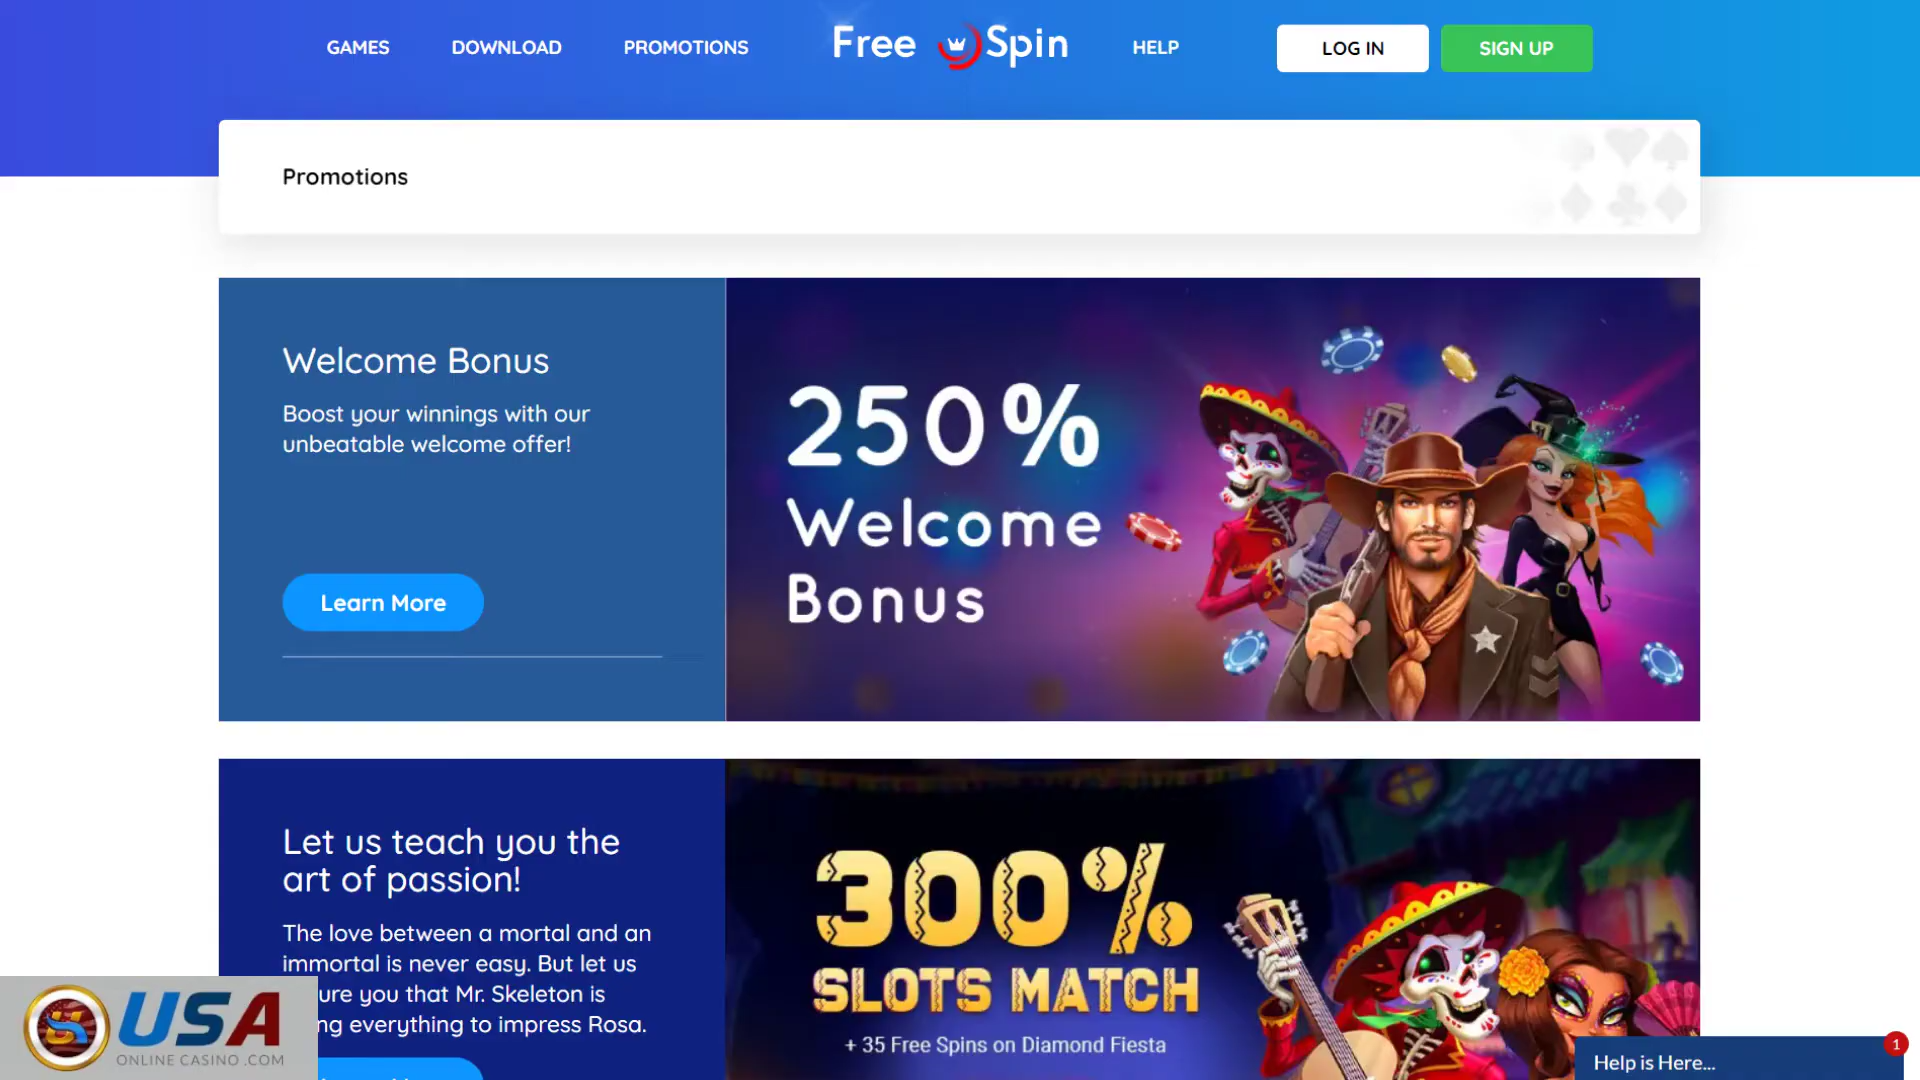 GAMES
DOWNLOAD
PROMOTIONS
Free Spin
HELP
LOG IN
SIGN UP
Promotions
Welcome Bonus
Boost your winnings with our
unbeatable welcome offer!
Learn More
250%
Welcome
Bonus
Let us teach you the
art of passion!
The love between a mortal and an
immortal is never easy. But let us
ure you that Mr. Skeleton is
ng everything to impress Rosa.
300%
SLOTS MATCH
+ 35 Free Spins on Diamond Fiesta
USA
ONLINE CASINO.COM
Help is Here...
1